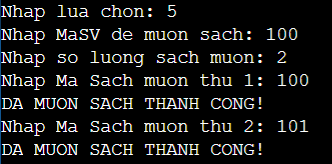 Nhap lua chon: 5
Nhap MaSV de muon sach: 100
Nhap so luong sach muon: 2
Nhap Ma Sach muon thu 1: 100
DA MUON SACH THANH CONG!
Nhap Ma Sach muon thu 2: 101
DA MUON SACH THANH CONG!